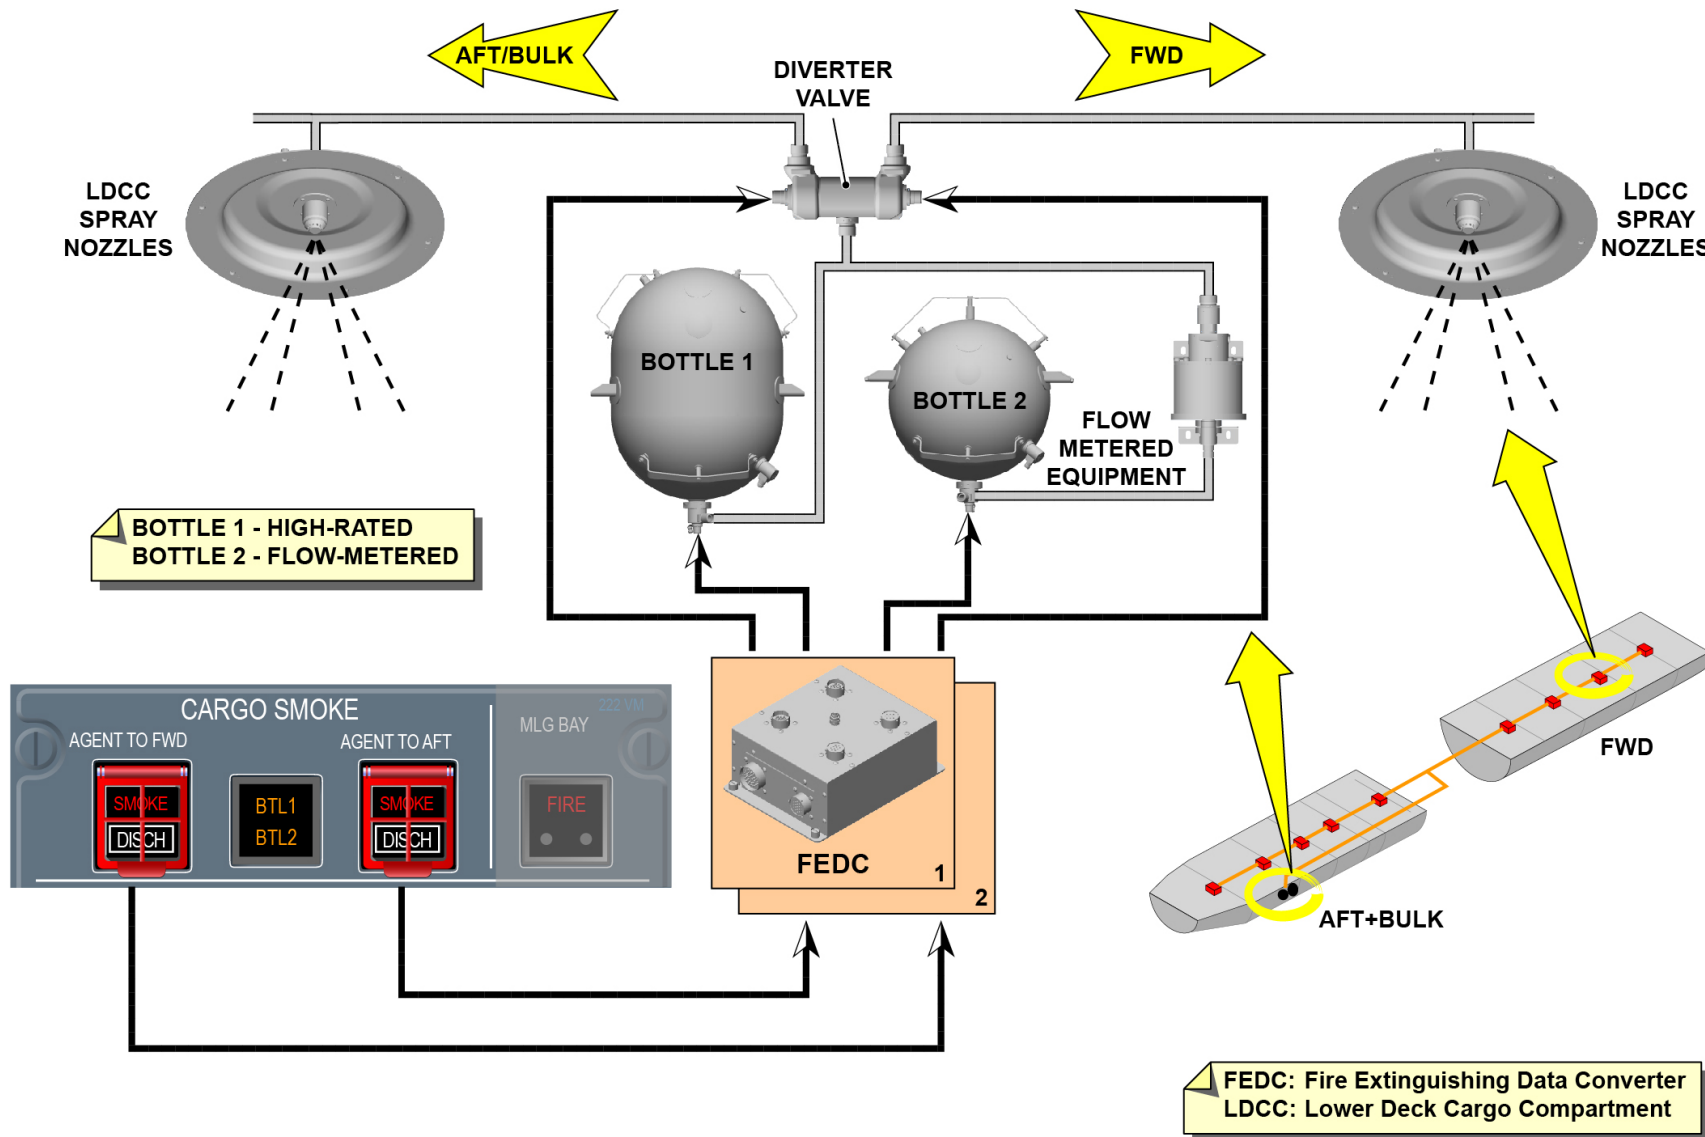 AFT/BULK
FWD
DIVERTER
VALVE
LDCC
SPRAY
NOZZLES
LDCC
SPRAY
NOZZLES
BOTTLE 1
BOTTLE 2
FLOW
METERED
EQUIPMENT
BOTTLE 1 - HIGH-RATED
BOTTLE 2 - FLOW-METERED
CARGO SMOKE
222 VM
MLG BAY
AGENT TO FWD
AGENT TO AFT
SMOKE
DISCH
BTL1
BTL2
SMOKE
DISCH
FIRE
FEDC
1
2
FWD
AFT+BULK
FEDC: Fire Extinguishing Data Converter
LDCC: Lower Deck Cargo Compartment